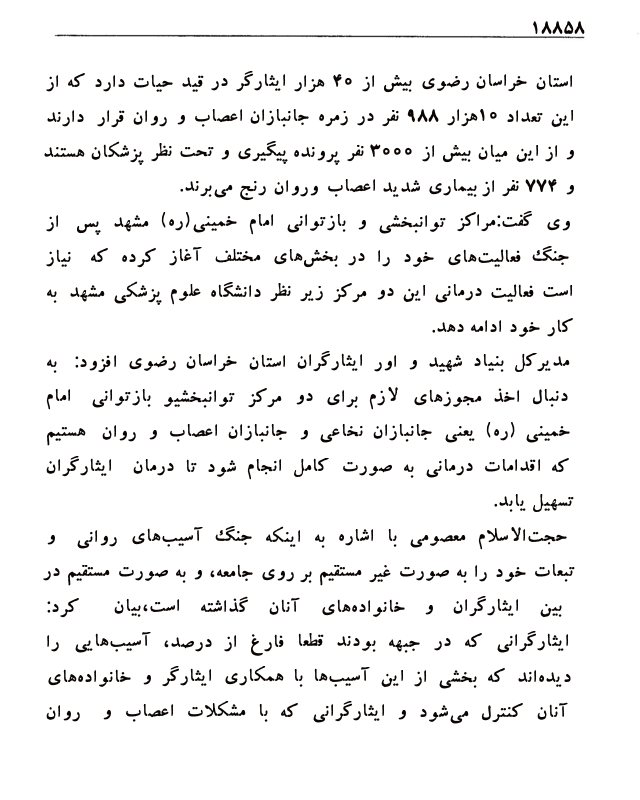 ۱۸۸۵۸
استان خراسان رضوی بیش از ۴۰ هزار ایثارگر در قید حیات دارد که از
این تعداد ۱۰هزار ۹۸۸ نفر در زمره جانبازان اعصاب و روان قرار دارند
و از این میان بیش از ۳۰۰۰ نفر پرونده پیگیری و تحت نظر پزشکان هستند
و ۷۷۴ نفر از بیماری شدید اعصاب وروان رنج می‌برند.
وی گفت:مراکز توانبخشی و بازتوانی امام خمینی(ره) مشهد پس از
جنگ فعالیت‌های خود را در بخش‌های مختلف آغاز کرده که نیاز
است فعالیت درمانی این دو مرکز زیر نظر دانشگاه علوم پزشکی مشهد به
کار خود ادامه دهد.
مدیرکل بنیاد شهید و اور ایثارگران استان خراسان رضوی افزود: به
دنبال اخذ مجوزهای لازم برای دو مرکز توانبخشیو بازتوانی امام
خمینی (ره) یعنی جانبازان نخاعی و جانبازان اعصاب و روان هستیم
که اقدامات درمانی به صورت کامل انجام شود تا درمان ایثارگران
تسهیل یابد.
حجت‌الاسلام معصومی با اشاره به اینکه جنگ آسیب‌های روانی و
تبعات خود را به صورت غیر مستقیم بر روی جامعه، و به صورت مستقیم در
بین ایثارگران و خانواده‌های آنان گذاشته است،بیان کرد:
ایثارگرانی که در جبهه بودند قطعا فارغ از درصد، آسیب‌هایی را
دیده‌اند که بخشی از این آسیب‌ها با همکاری ایثارگر و خانواده‌های
آنان کنترل می‌شود و ایثارگرانی که با مشکلات اعصاب و روان